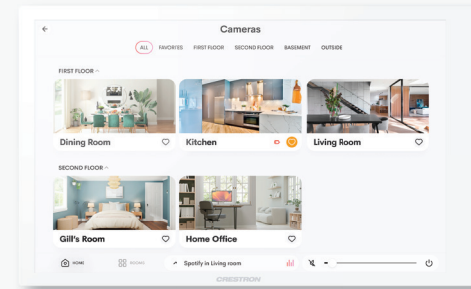 Cameras
ALL FAVORITES FIRST FLOOR SECOND FLOOR BASEMENT OUTSIDE
FIRST FLOOR
Dining Room
Kitchen
Living Room
SECOND FLOOR
Gill's Room
Home Office
HOME
ROOMS
Spotify in Living room
CRESTRON